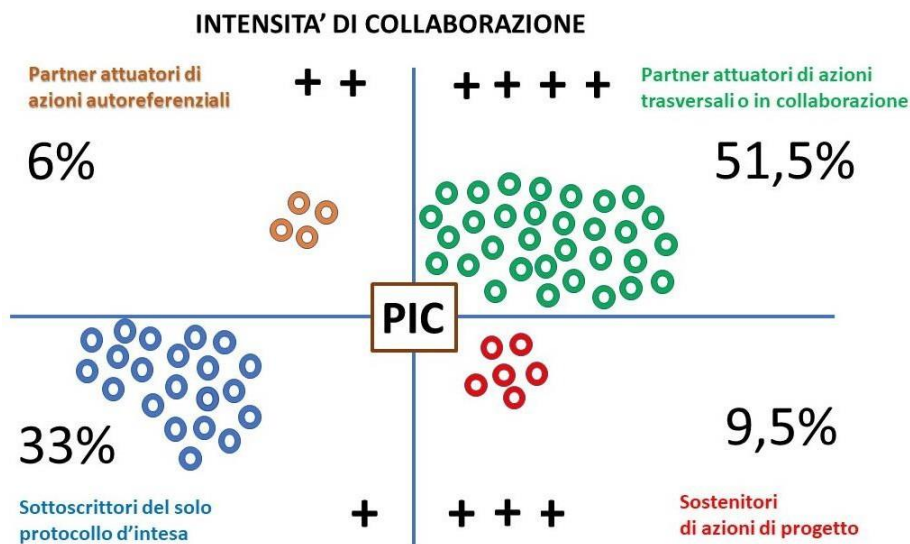 INTENSITA’ DI COLLABORAZIONE
Partner attuatori di
azioni autoreferenziali
++
6%
++++
Partner attuatori di azioni
trasversali o in collaborazione
51,5%
PIC
33%
Sottoscrittori del solo
protocollo d’intesa
+
9,5%
+++
Sostenitori
di azioni di progetto